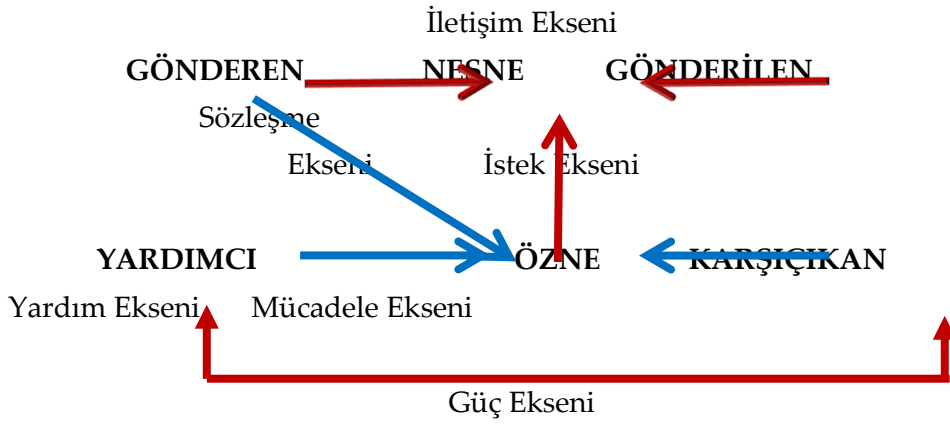 İletişim Ekseni
GÖNDEREN NESNE GÖNDERİLEN
Sözleşme
Ekseni İstek Ekseni
YARDIMCI ÖZNE KARŞIÇIKAN
Yardım Ekseni Mücadele Ekseni
Güç Ekseni